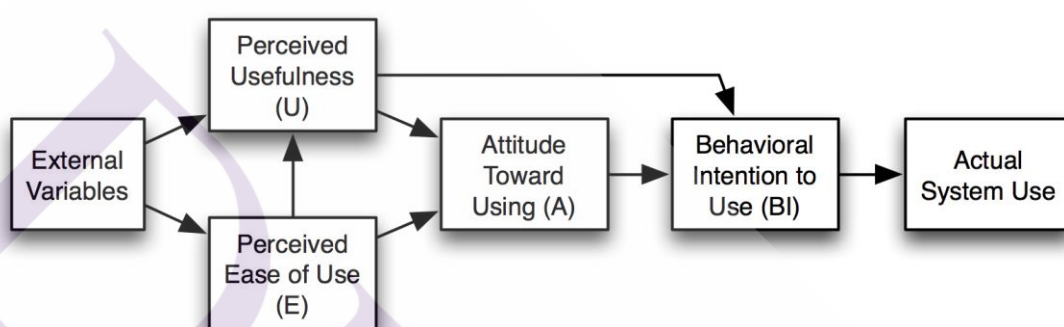 Perceived
Usefulness
(U)
External
Variables
Perceived
Ease of Use
(E)
Attitude
Toward
Using (A)
Behavioral
Intention to
Use (BI)
Actual
System Use